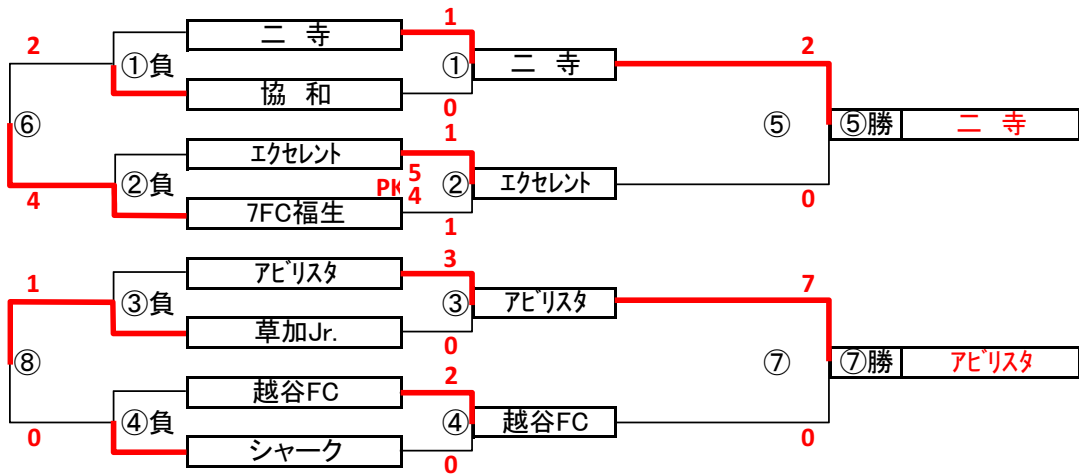 1
二 寺
2
①負
①
二 寺
2
協 和
0
⑥
⑤
⑤勝 二 寺
1
エクセレント
5
②負
PK
4
②
エクセレント
4
7FC福生
1
0
3
アビリスタ
1
③負
③
アビリスタ
7
草加Jr.
0
⑧
⑦
⑦勝 アビリスタ
2
越谷FC
④負
④
越谷FC
0
シャーク
0
0